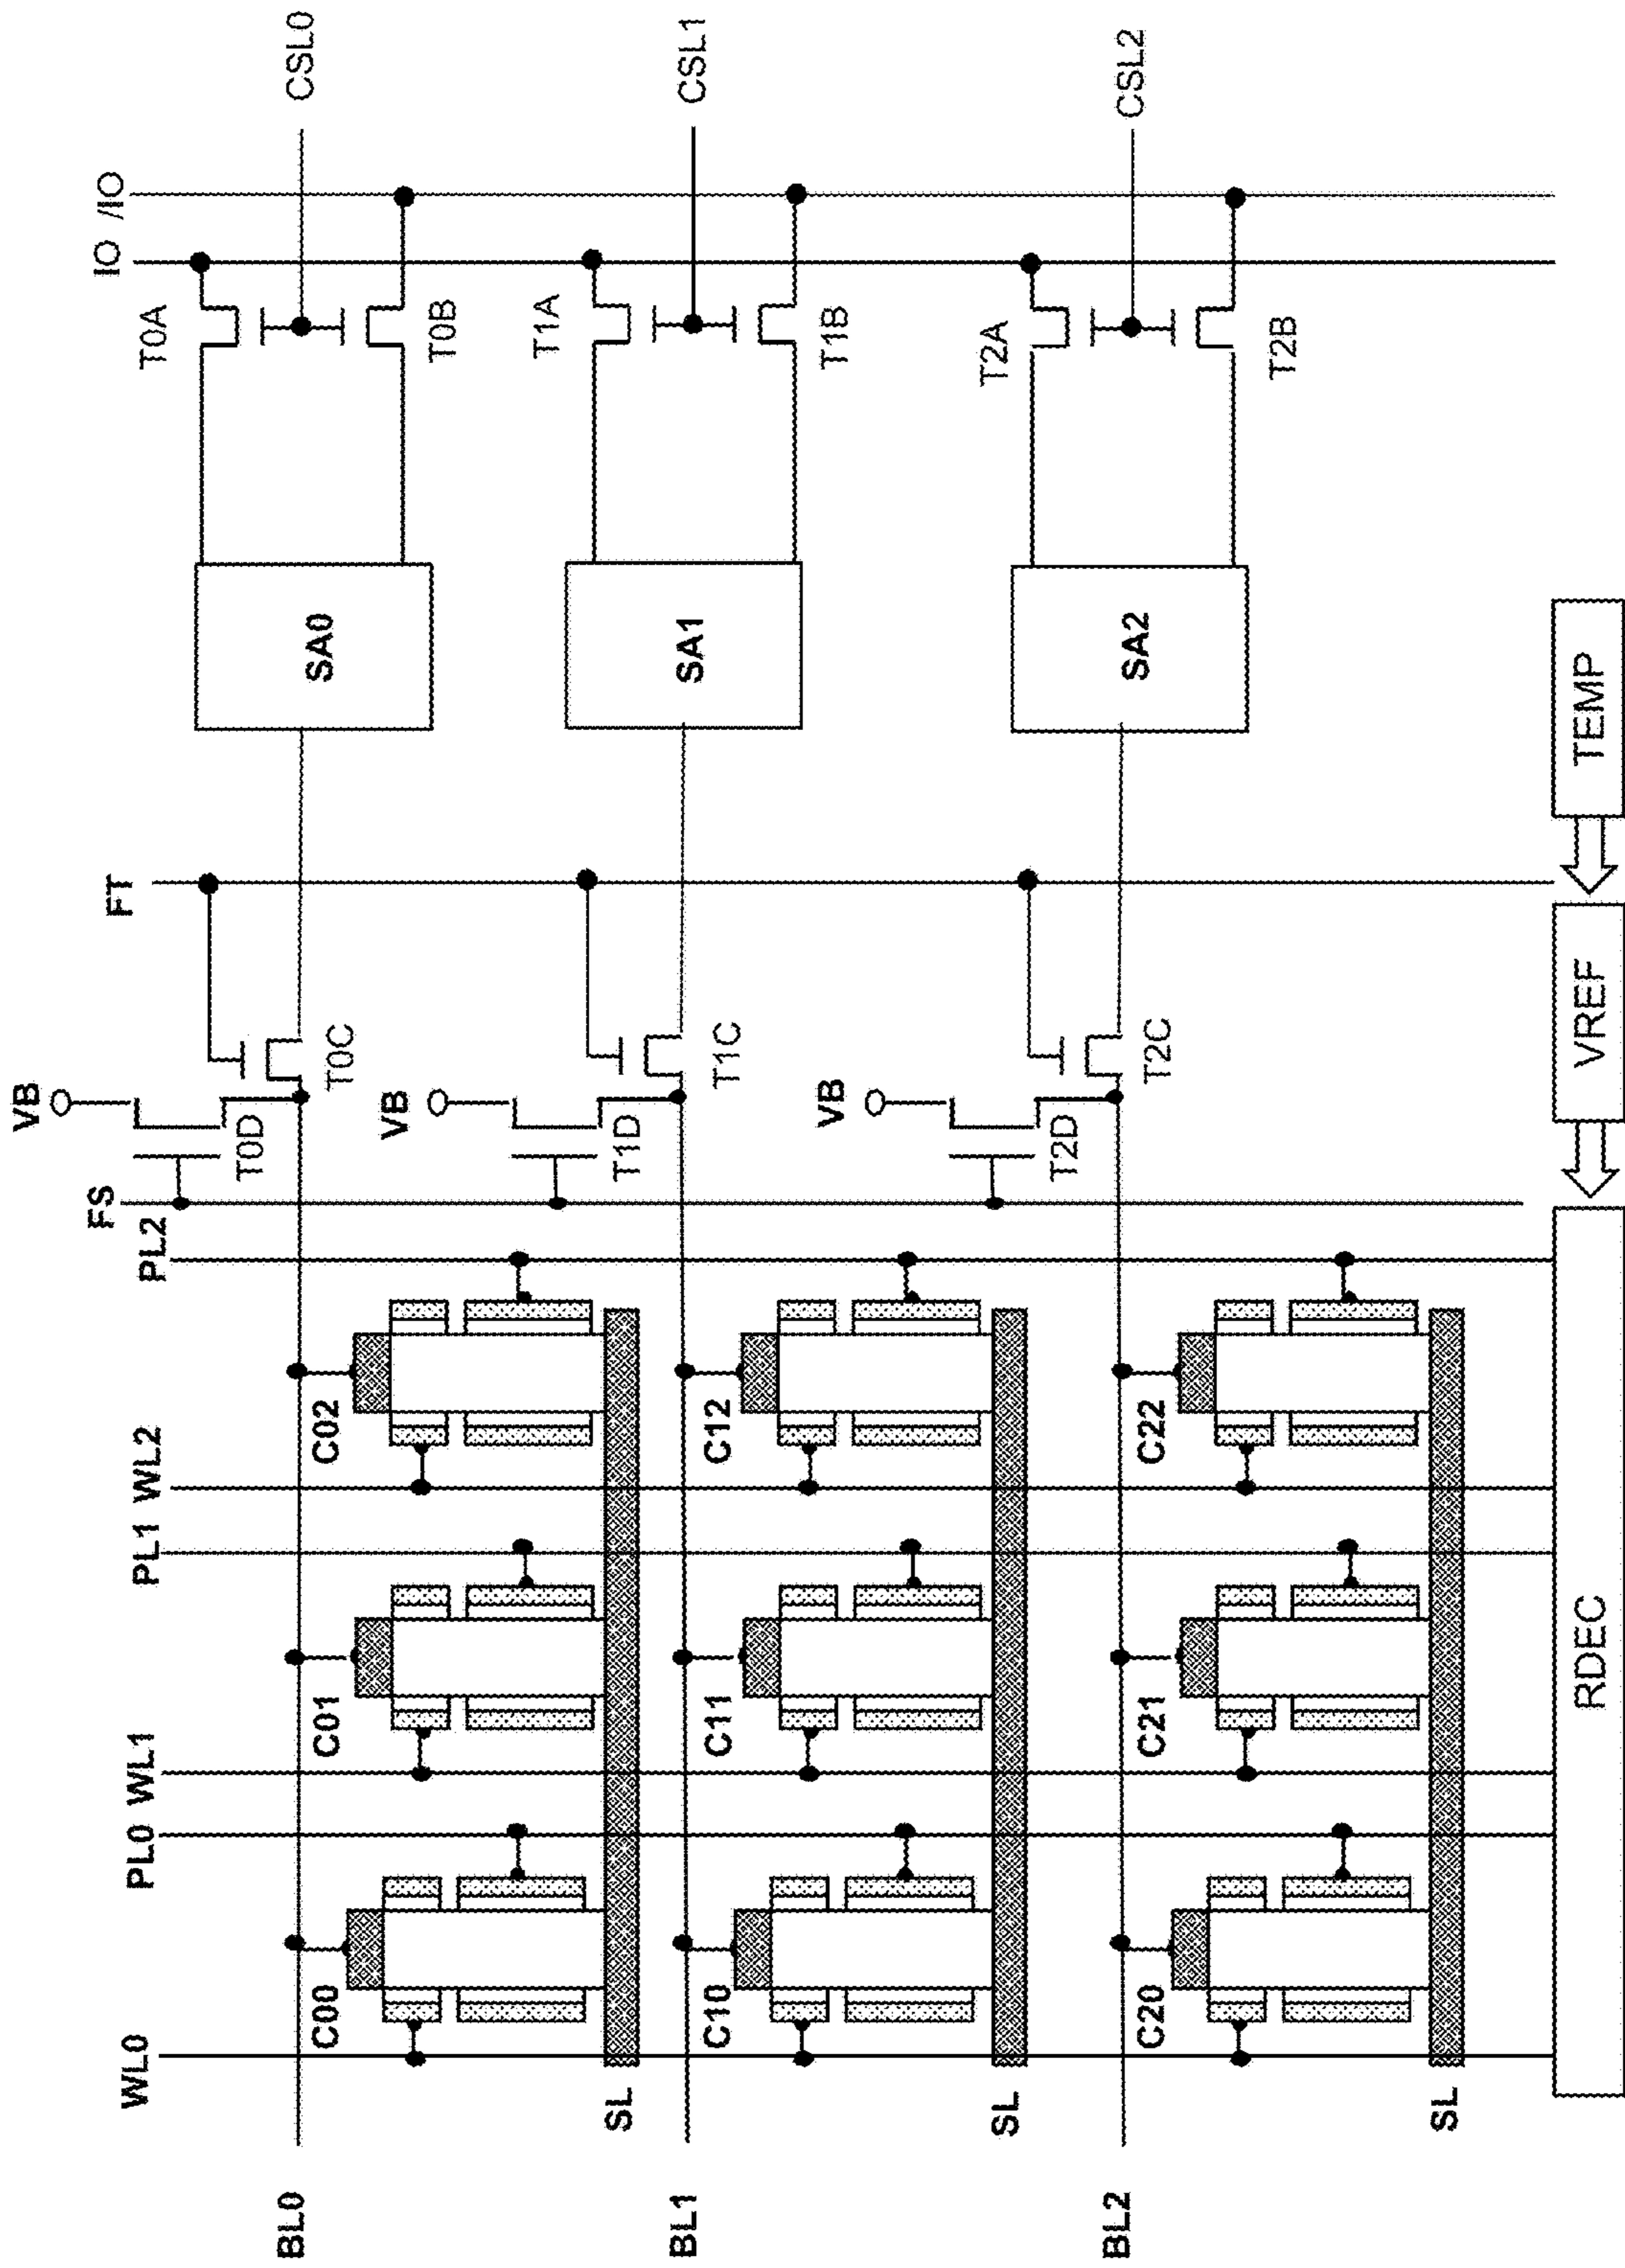 WL0
PL0 WL1
PL1 WL2
PL2
FS
FT
IO /IO
VB
T0D
T0C
SA0
T0A
T0B
CSL0
BL0
C00
C01
C02
SL
VB
T1D
T1C
SA1
T1A
T1B
CSL1
BL1
C10
C11
C12
SL
VB
T2D
T2C
SA2
T2A
T2B
CSL2
BL2
C20
C21
C22
SL
RDEC
VREF
TEMP